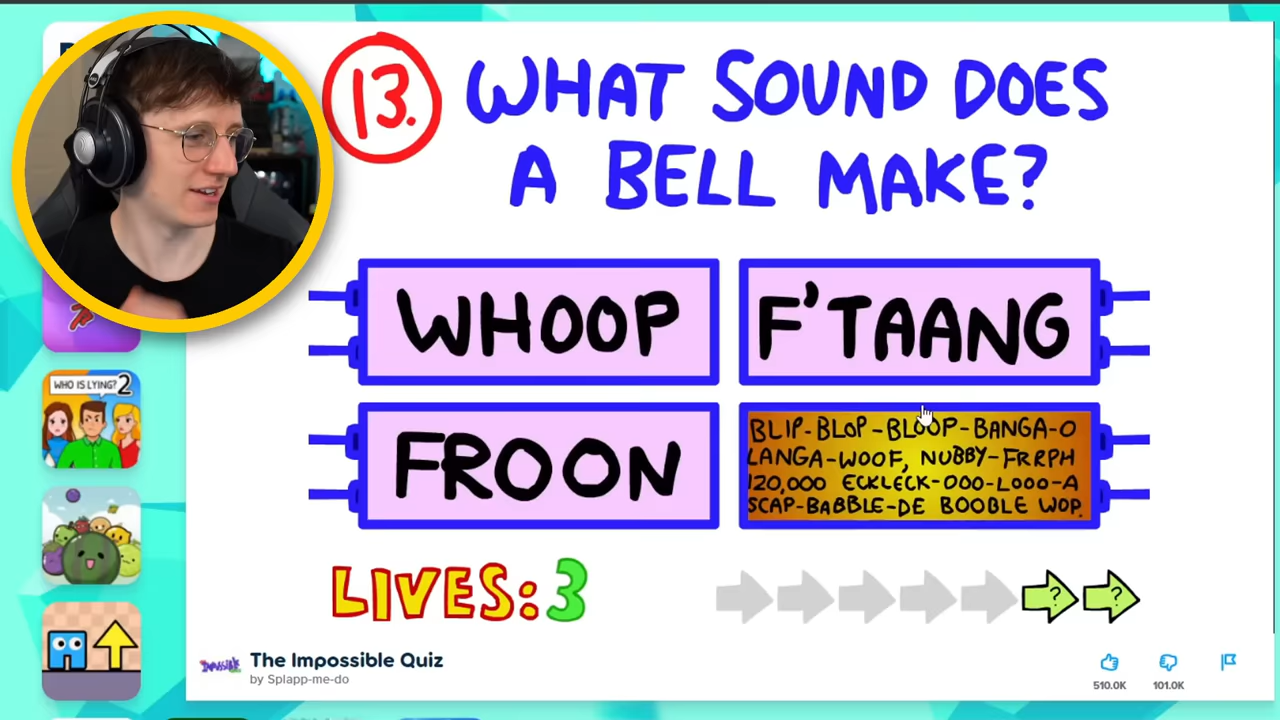 13. WHAT SOUND DOES
A BELL MAKE?
WHOOP
F'TAANG
FROON
BLIP-BLOP-BLOOP-BANGA-O
LANGA-WOOF, NUBBY-FRRPH
120,000 ECKLECK-OOO-LOOO-A
SCAP-BABBLE-DE BOOBLE WOP.
LIVES: 3
? ?
WHO IS LYING? 2
The Impossible Quiz
by Splapp-me-do
510.0K
101.0K